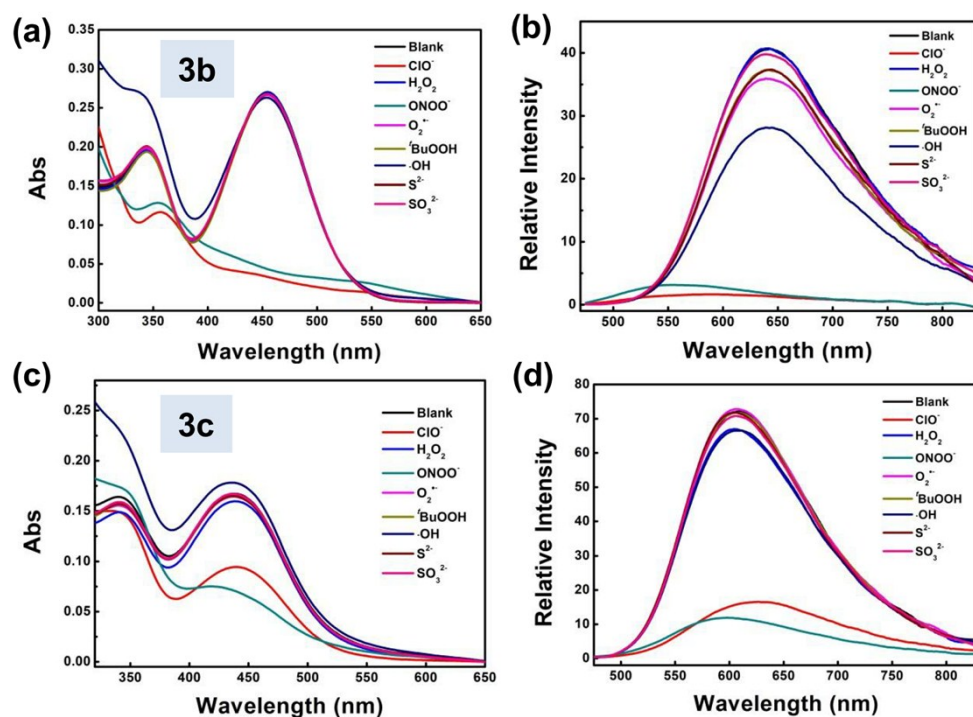 (a)
3b
Abs
0.35
0.30
0.25
0.20
0.15
0.10
0.05
0.00
300 350 400 450 500 550 600 650
Wavelength (nm)
Blank
ClO⁻
H₂O₂
ONOO⁻
O₂•⁻
ᵗBuOOH
·OH
S²⁻
SO₃²⁻
(b)
Relative Intensity
40
30
20
10
0
500 550 600 650 700 750 800
Wavelength (nm)
Blank
ClO⁻
H₂O₂
ONOO⁻
O₂•⁻
ᵗBuOOH
·OH
S²⁻
SO₃²⁻
(c)
3c
Abs
0.25
0.20
0.15
0.10
0.05
0.00
350 400 450 500 550 600 650
Wavelength (nm)
Blank
ClO⁻
H₂O₂
ONOO⁻
O₂•⁻
ᵗBuOOH
·OH
S²⁻
SO₃²⁻
(d)
Relative Intensity
80
70
60
50
40
30
20
10
0
500 550 600 650 700 750 800
Wavelength (nm)
Blank
ClO⁻
H₂O₂
ONOO⁻
O₂•⁻
ᵗBuOOH
·OH
S²⁻
SO₃²⁻